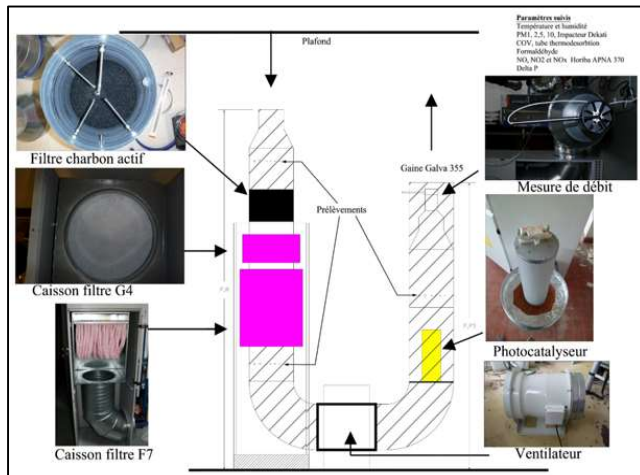 Paramètres suivis
Température et humidité
PM1, 2,5, 10, Impacteur Dekati
COV, tube thermodesorbtion
Formaldéhyde
NO, NO2 et NOx Horiba APNA 370
Delta P
Plafond
Filtre charbon actif
Gaine Galva 355
Mesure de débit
Prélèvements
Caisson filtre G4
Photocatalyseur
Caisson filtre F7
Ventilateur